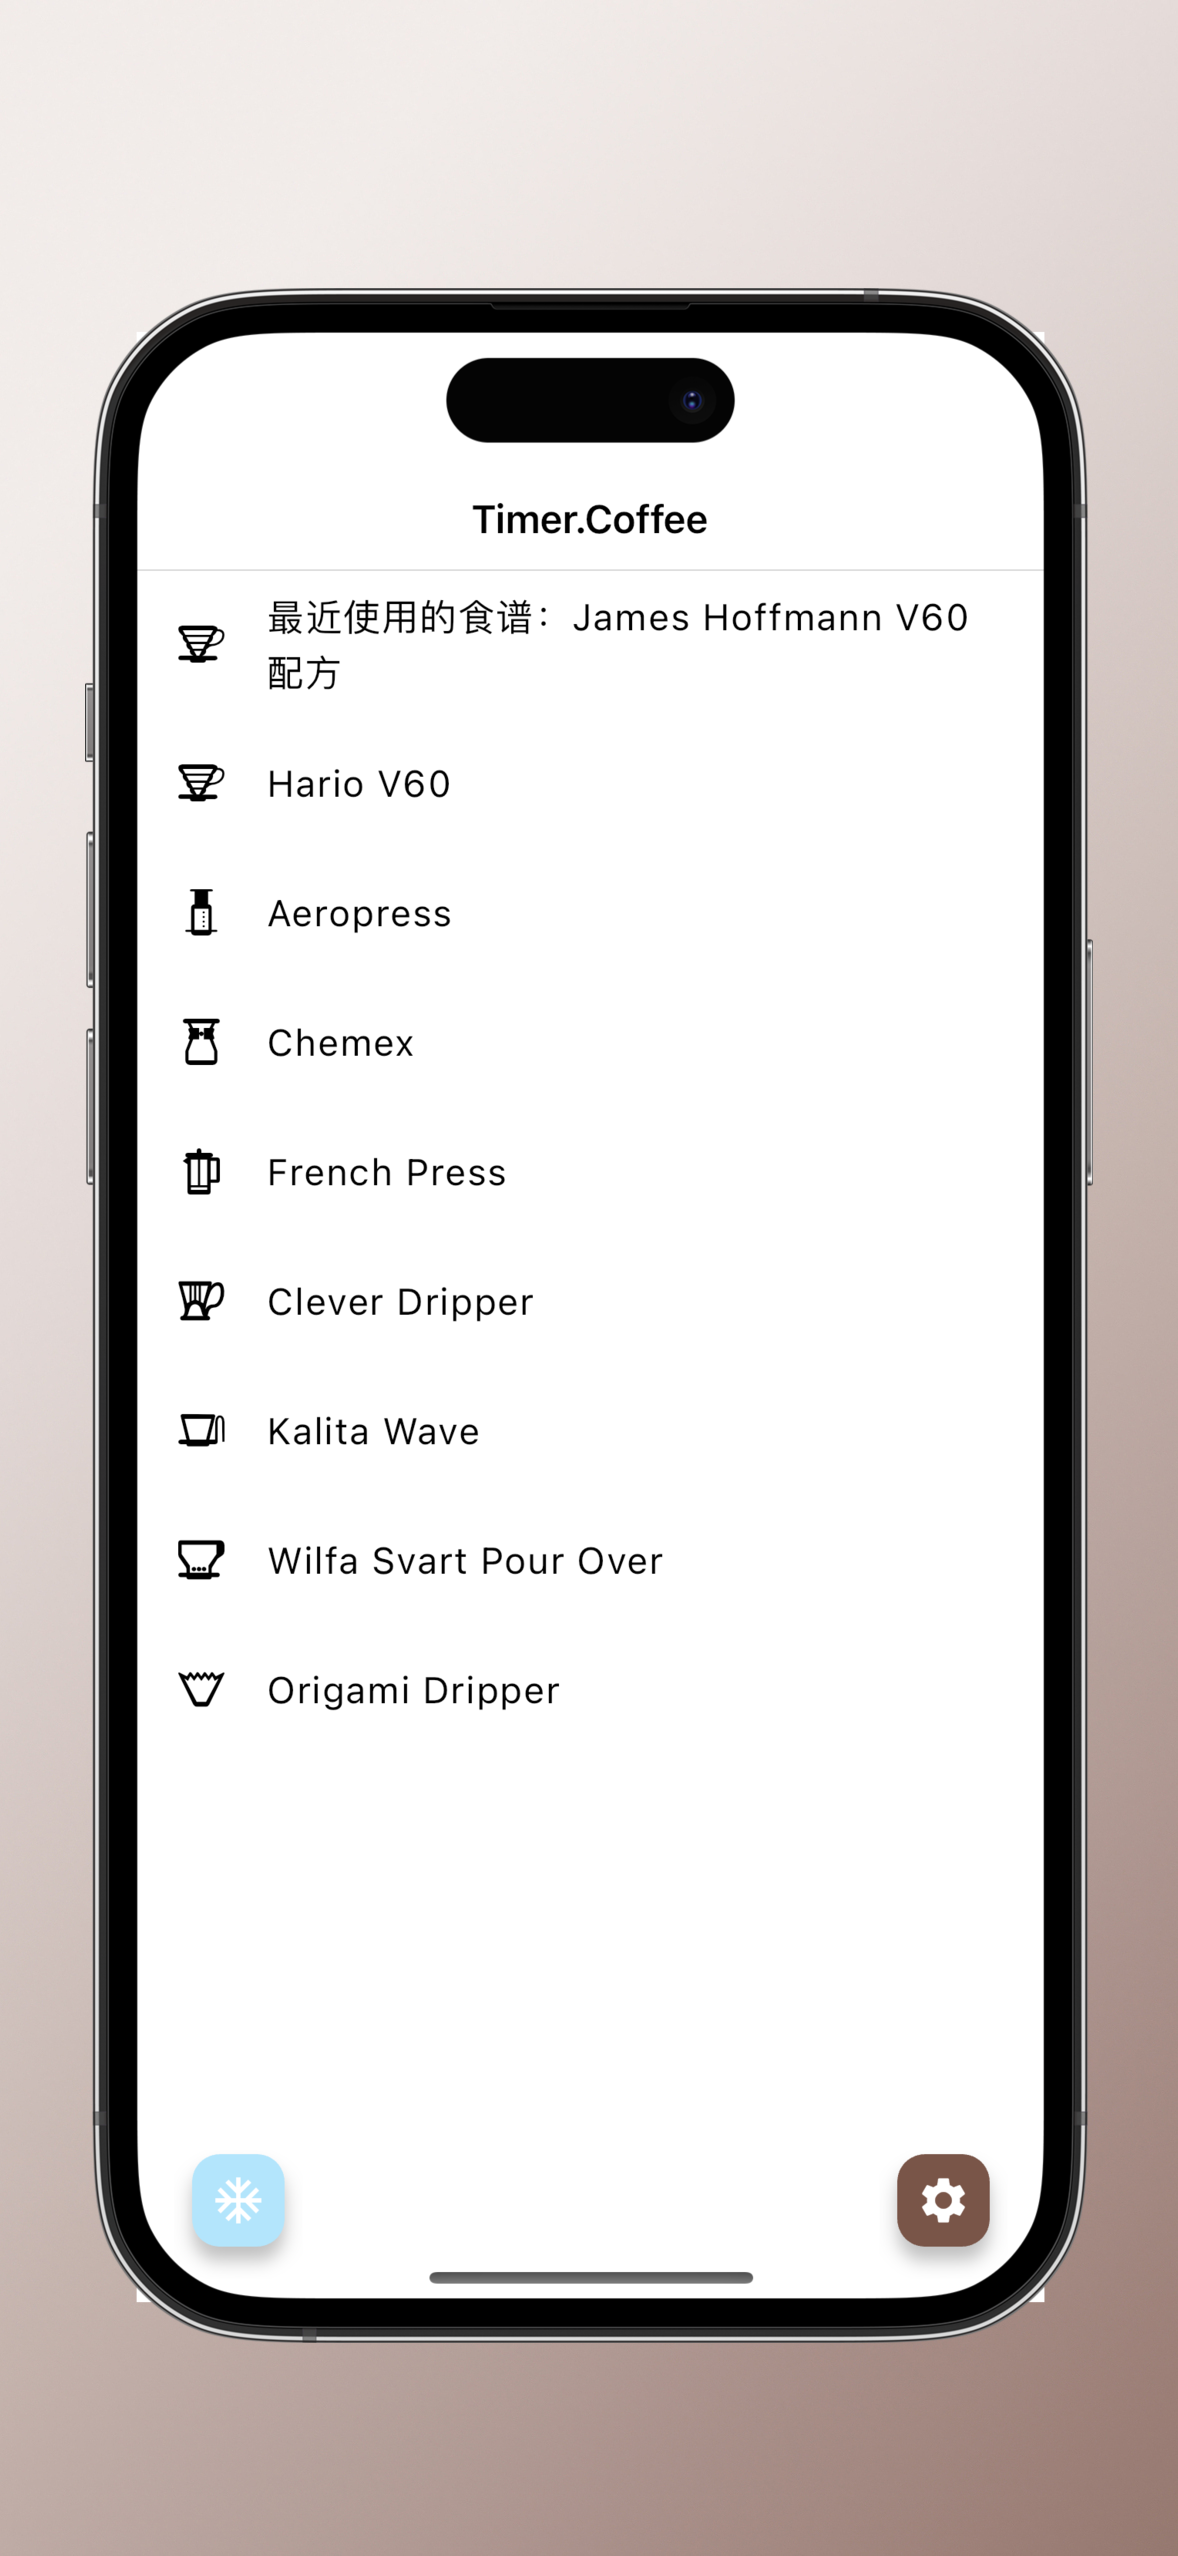 Timer.Coffee
最近使用的食谱：James Hoffmann V60
配方
Hario V60
Aeropress
Chemex
French Press
Clever Dripper
Kalita Wave
Wilfa Svart Pour Over
Origami Dripper